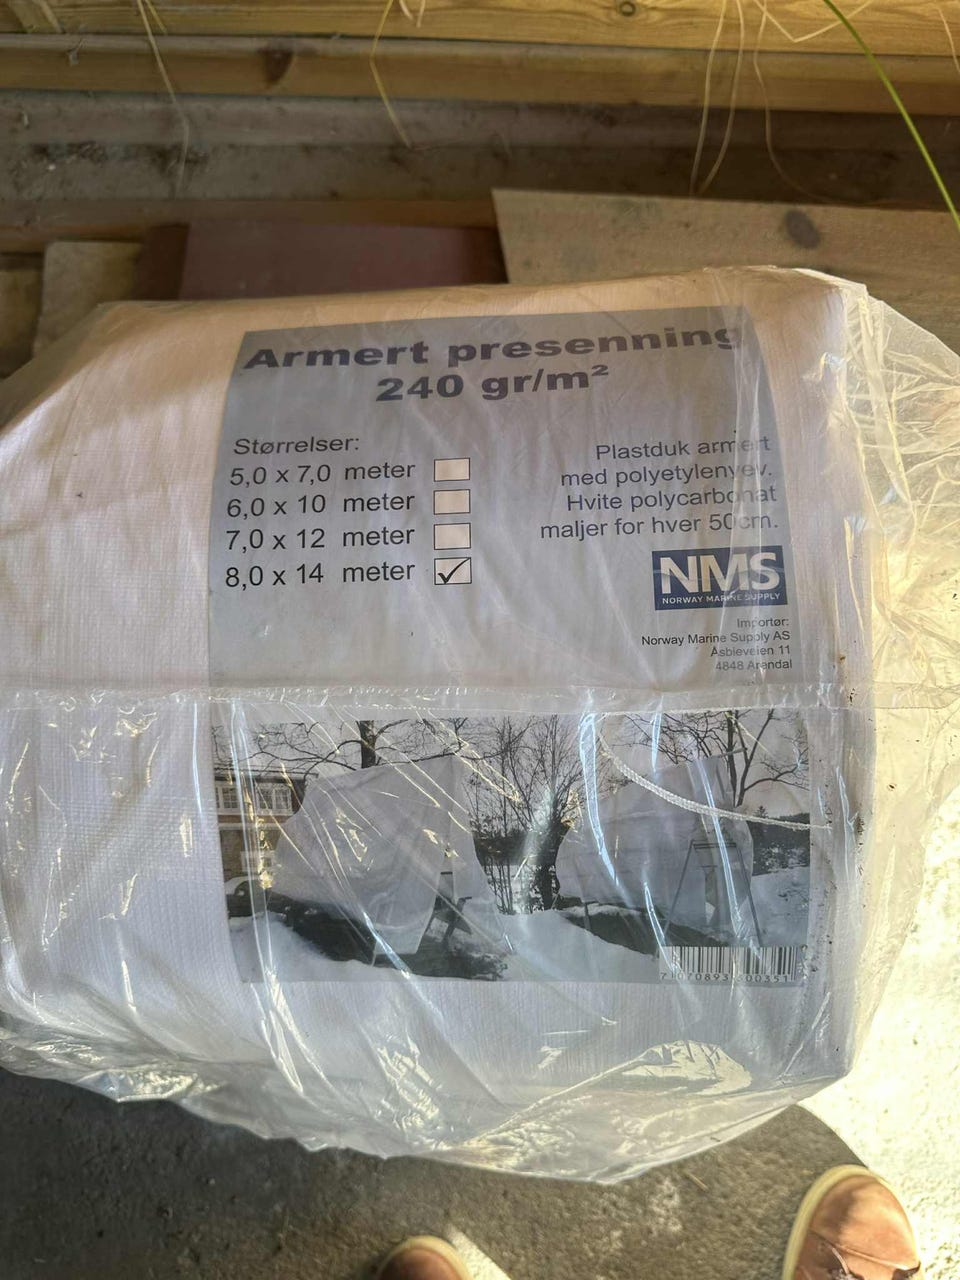 Armert presenning
240 gr/m²
Størrelser:
5,0 x 7,0 meter
6,0 x 10 meter
7,0 x 12 meter
8,0 x 14 meter
Plastduk armert
med polyetylenvev.
Hvite polycarbonat
maljer for hver 50cm.
NMS
NORWAY MARINE SUPPLY
Importør:
Norway Marine Supply AS
Åsbieveien 11
4848 Arendal